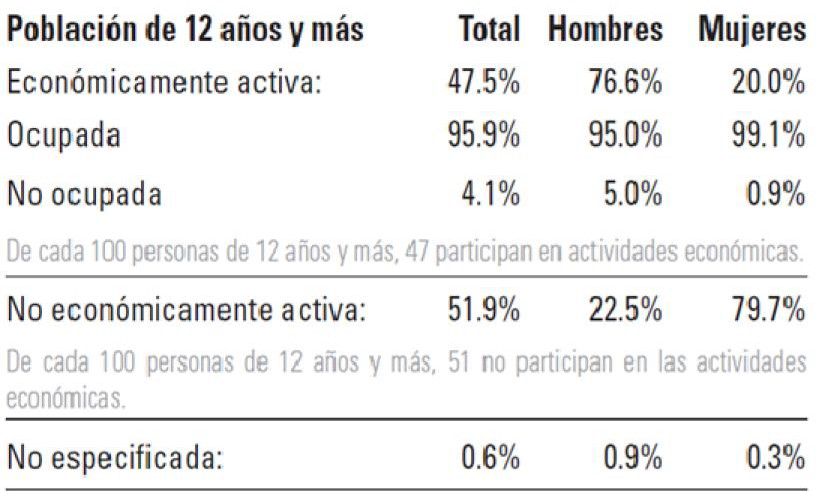 Población de 12 años y más Total Hombres Mujeres
Económicamente activa: 47.5% 76.6% 20.0%
Ocupada 95.9% 95.0% 99.1%
No ocupada 4.1% 5.0% 0.9%
De cada 100 personas de 12 años y más, 47 participan en actividades económicas.
No económicamente activa: 51.9% 22.5% 79.7%
De cada 100 personas de 12 años y más, 51 no participan en las actividades
económicas.
No especificada: 0.6% 0.9% 0.3%